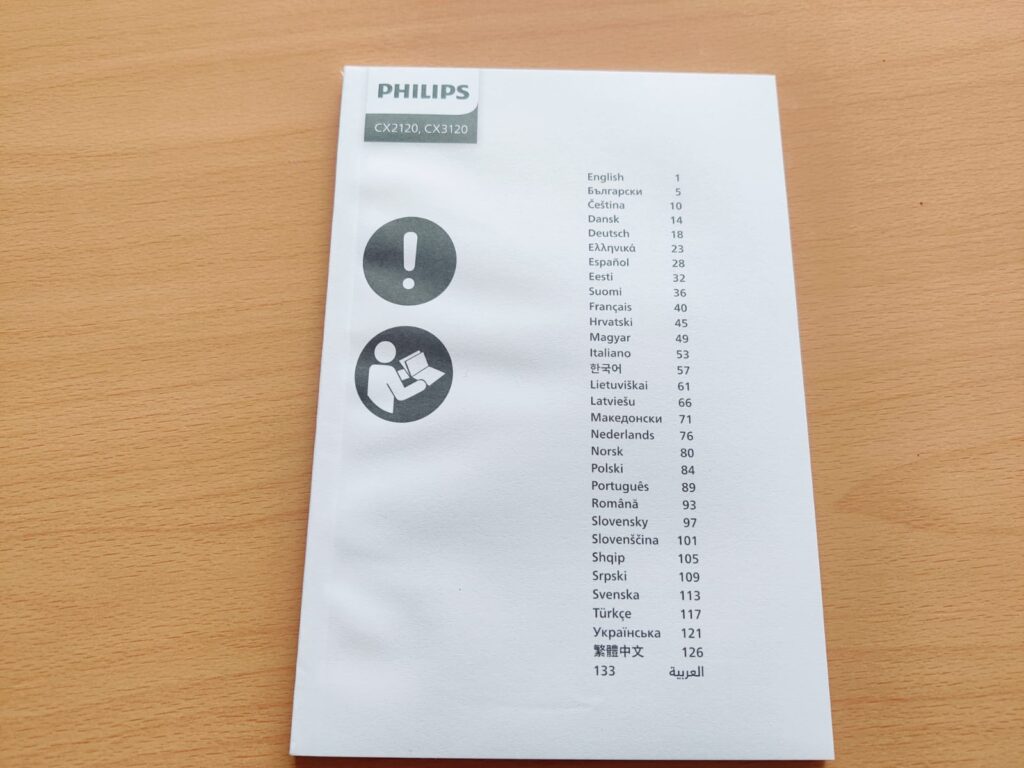 PHILIPS
CX2120, CX3120
English 1
Български 5
Čeština 10
Dansk 14
Deutsch 18
Ελληνικά 23
Español 28
Eesti 32
Suomi 36
Français 40
Hrvatski 45
Magyar 49
Italiano 53
한국어 57
Lietuviškai 61
Latviešu 66
Македонски 71
Nederlands 76
Norsk 80
Polski 84
Português 89
Română 93
Slovensky 97
Slovenščina 101
Shqip 105
Srpski 109
Svenska 113
Türkçe 117
Українська 121
繁體中文 126
133 العربية